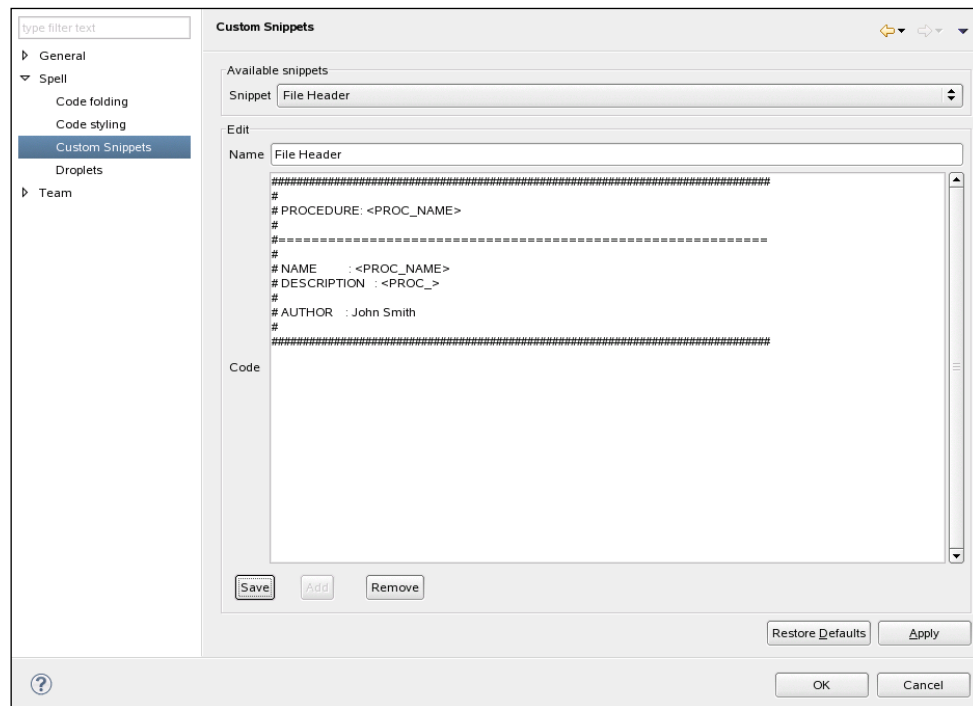 type filter text
General
Spell
Code folding
Code styling
Custom Snippets
Droplets
Team
Custom Snippets
Available snippets
Snippet File Header
Edit
Name File Header
Code
################################################################################
#
# PROCEDURE: <PROC_NAME>
#
#===========================================================
#
# NAME : <PROC_NAME>
# DESCRIPTION : <PROC_>
#
# AUTHOR : John Smith
#
################################################################################
Save Add Remove
Restore Defaults Apply
? OK Cancel